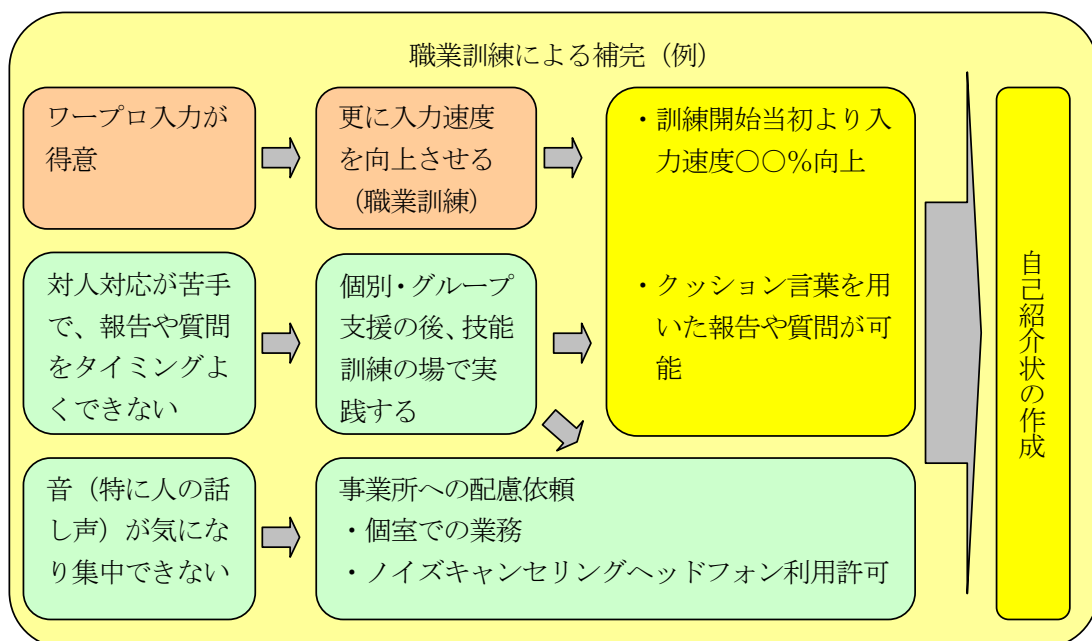 職業訓練による補完（例）
ワープロ入力が
得意
更に入力速度
を向上させる
（職業訓練）
・訓練開始当初より入
力速度〇〇％向上
対人対応が苦手
で、報告や質問
をタイミングよ
くできない
個別・グループ
支援の後、技能
訓練の場で実
践する
・クッション言葉を用
いた報告や質問が可
能
音（特に人の話
し声）が気にな
り集中できない
事業所への配慮依頼
・個室での業務
・ノイズキャンセリングヘッドフォン利用許可
自己紹介状の作成